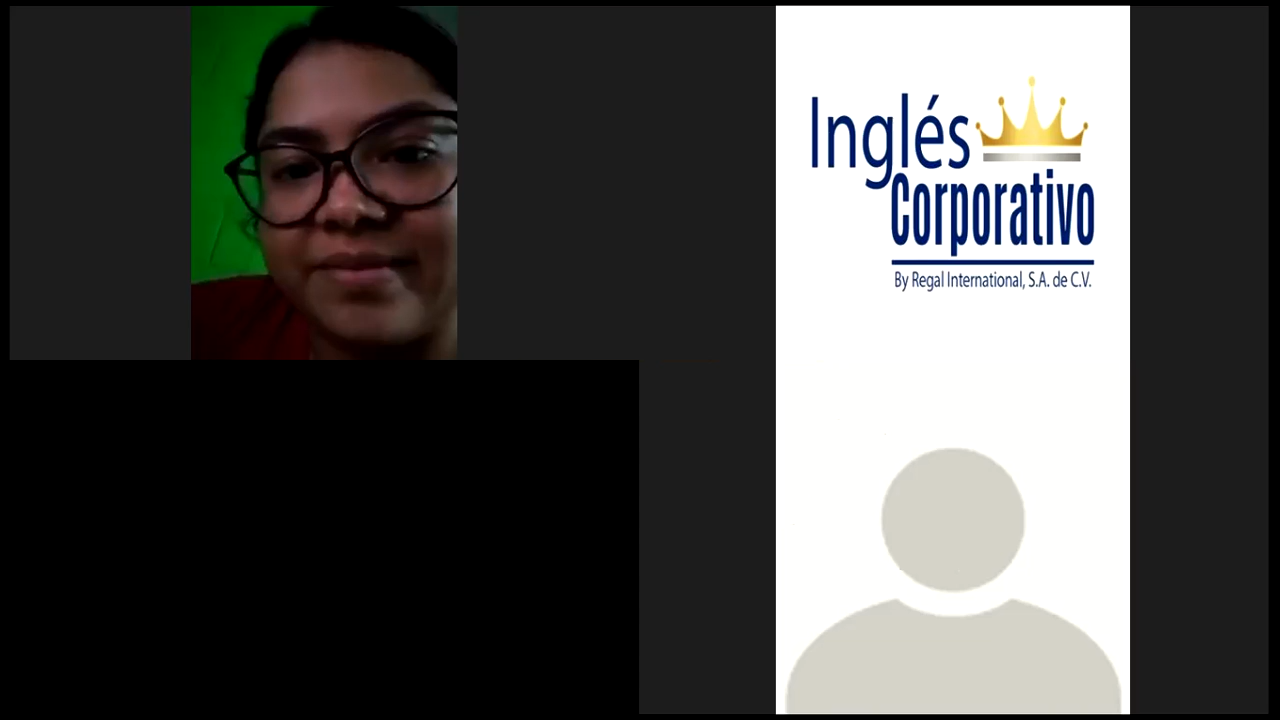 Inglés
Corporativo
By Regal International, S.A. de C.V.